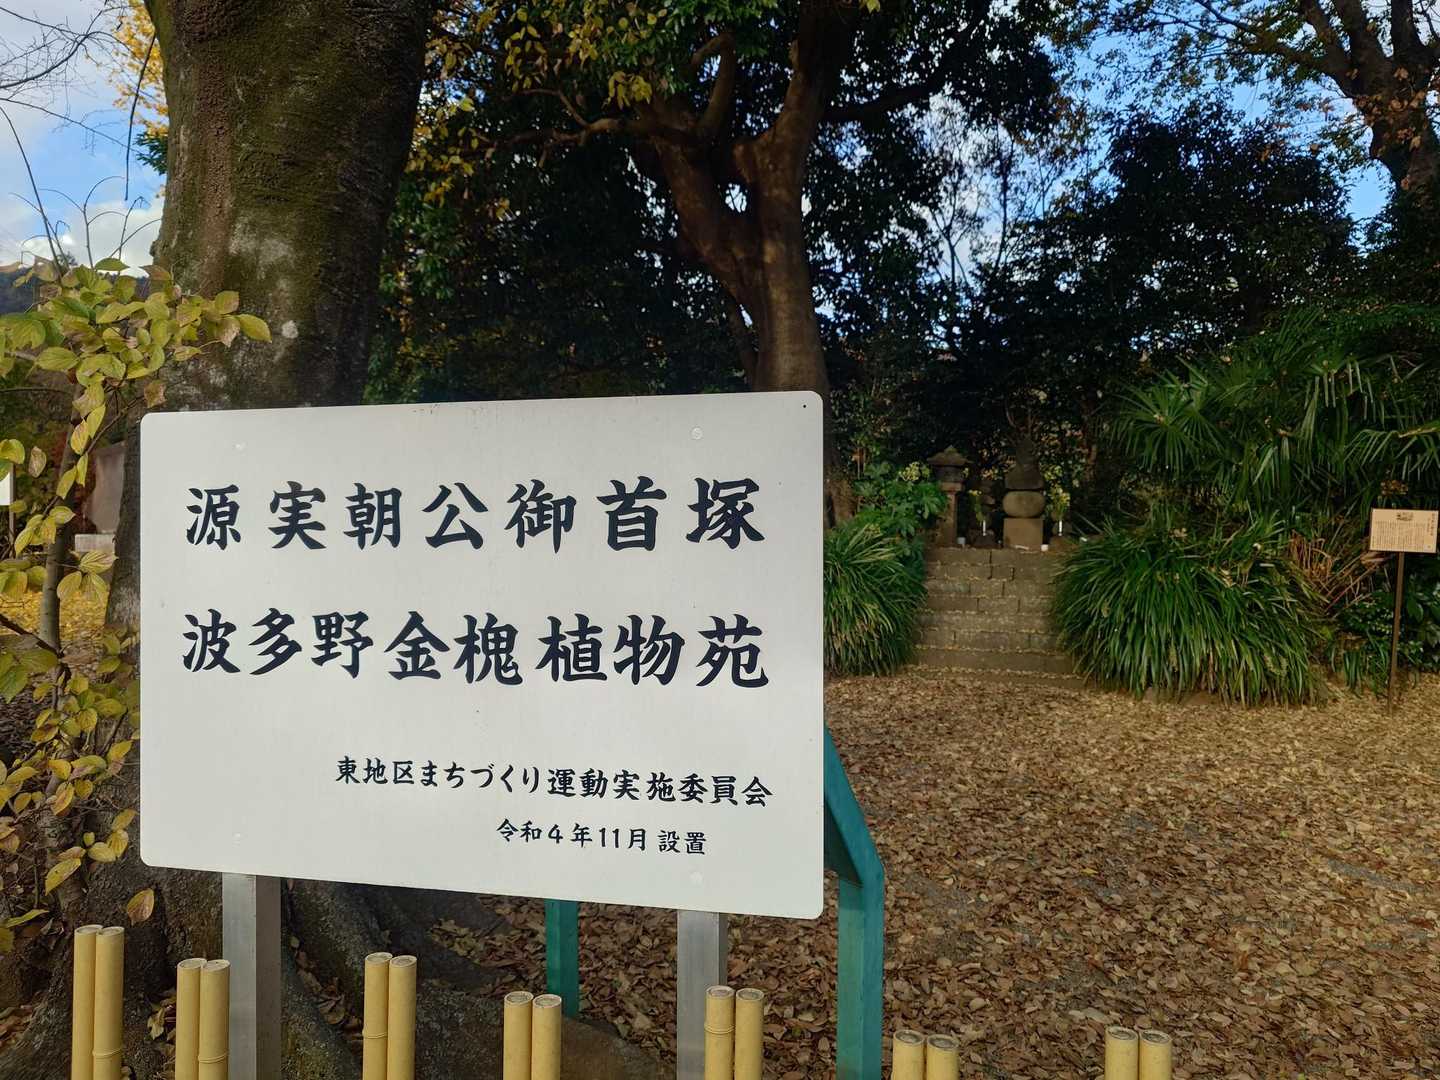 源実朝公御首塚
波多野金槐植物苑
東地区まちづくり運動実施委員会
令和4年11月設置